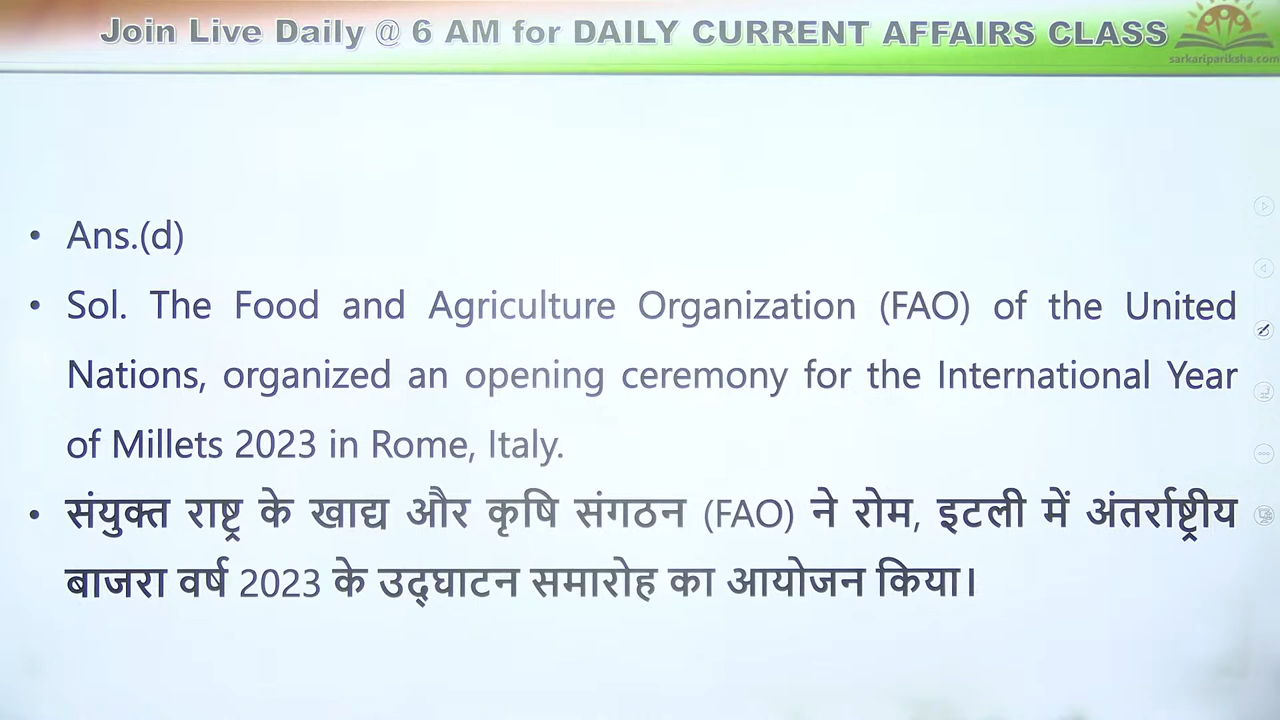 Join Live Daily @ 6 AM for DAILY CURRENT AFFAIRS CLASS
sarkaripariksha.com
• Ans.(d)
• Sol. The Food and Agriculture Organization (FAO) of the United
Nations, organized an opening ceremony for the International Year
of Millets 2023 in Rome, Italy.
• संयुक्त राष्ट्र के खाद्य और कृषि संगठन (FAO) ने रोम, इटली में अंतर्राष्ट्रीय
बाजरा वर्ष 2023 के उद्घाटन समारोह का आयोजन किया।